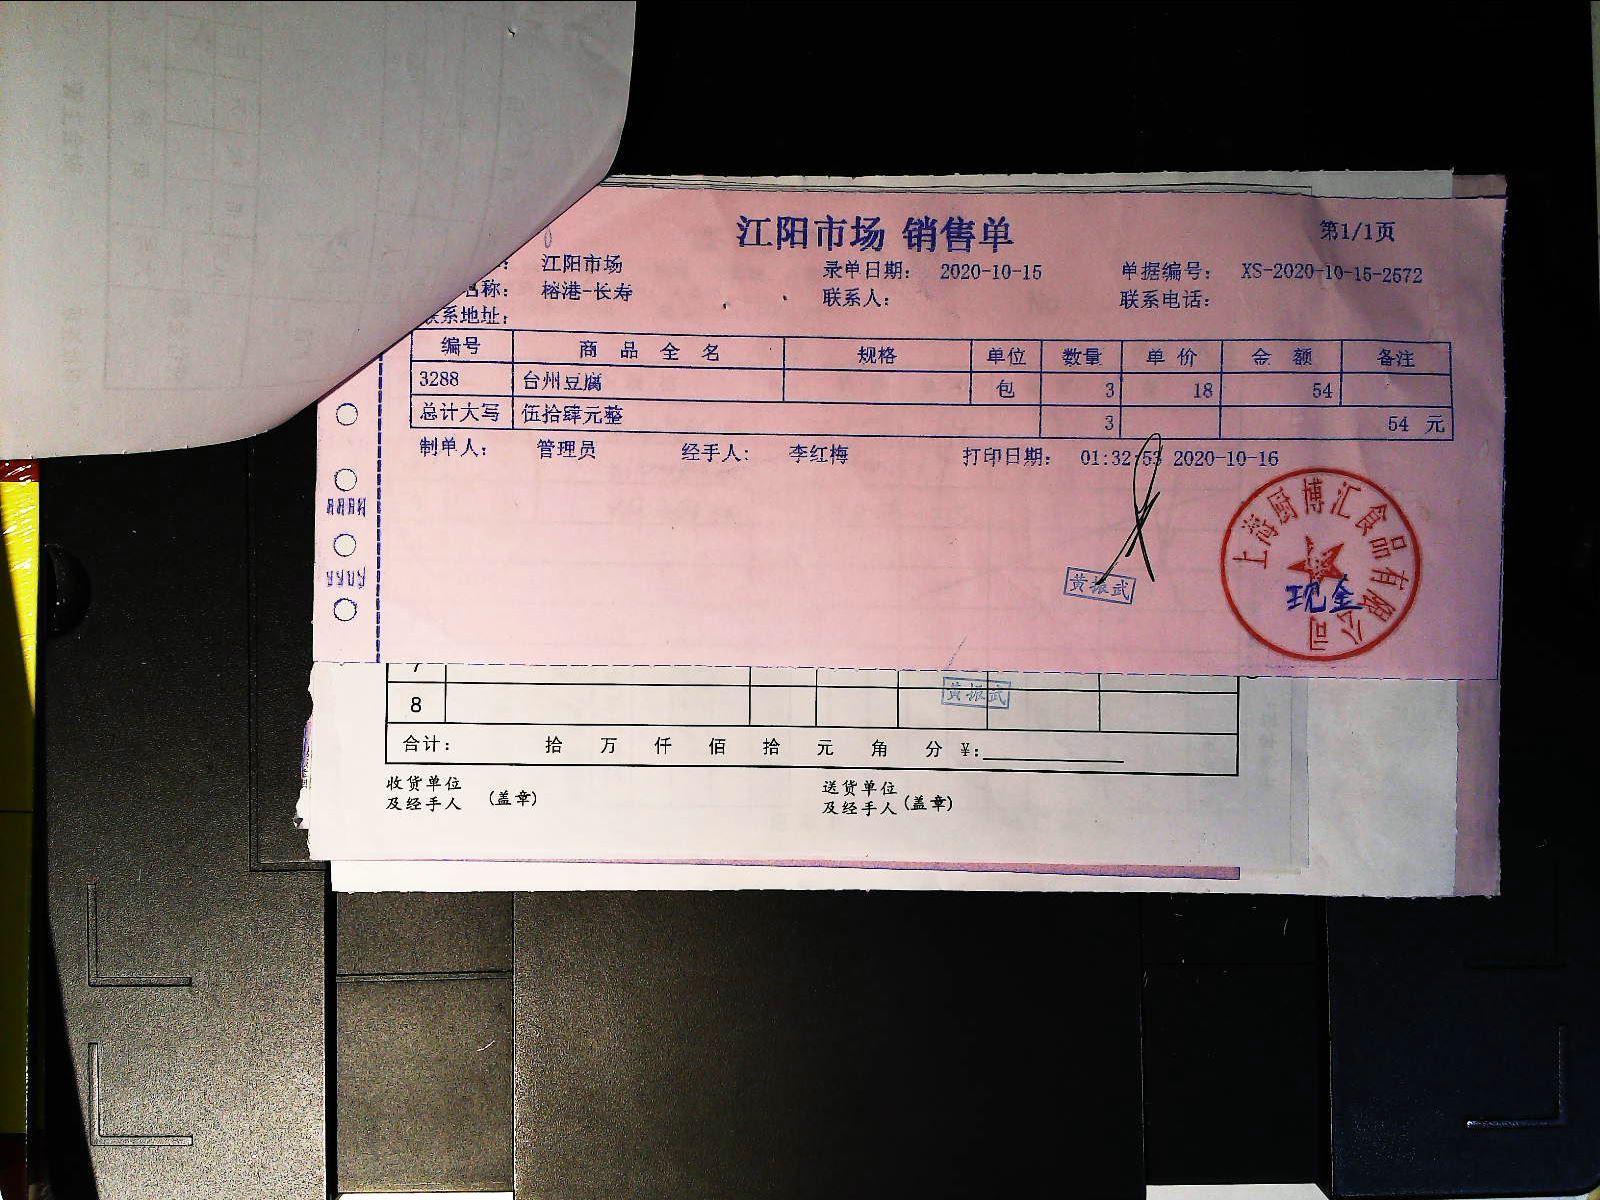 江阳市场 销售单 第1/1页
江阳市场 录单日期： 2020-10-15 单据编号： XS-2020-10-15-2572
名称： 榕港-长寿 联系人： 联系电话：
联系地址：
编号 商品全名 规格 单位 数量 单价 金额 备注
3288 台州豆腐 包 3 18 54
总计大写 伍拾肆元整 3 54 元
制单人： 管理员 经手人： 李红梅 打印日期： 01:32:53 2020-10-16
上海厨博汇食品有限公司
现金
黄振武
7
黄振武
8
合计： 拾 万 仟 佰 拾 元 角 分 ¥:
收货单位
及经手人 (盖章)
送货单位
及经手人 (盖章)